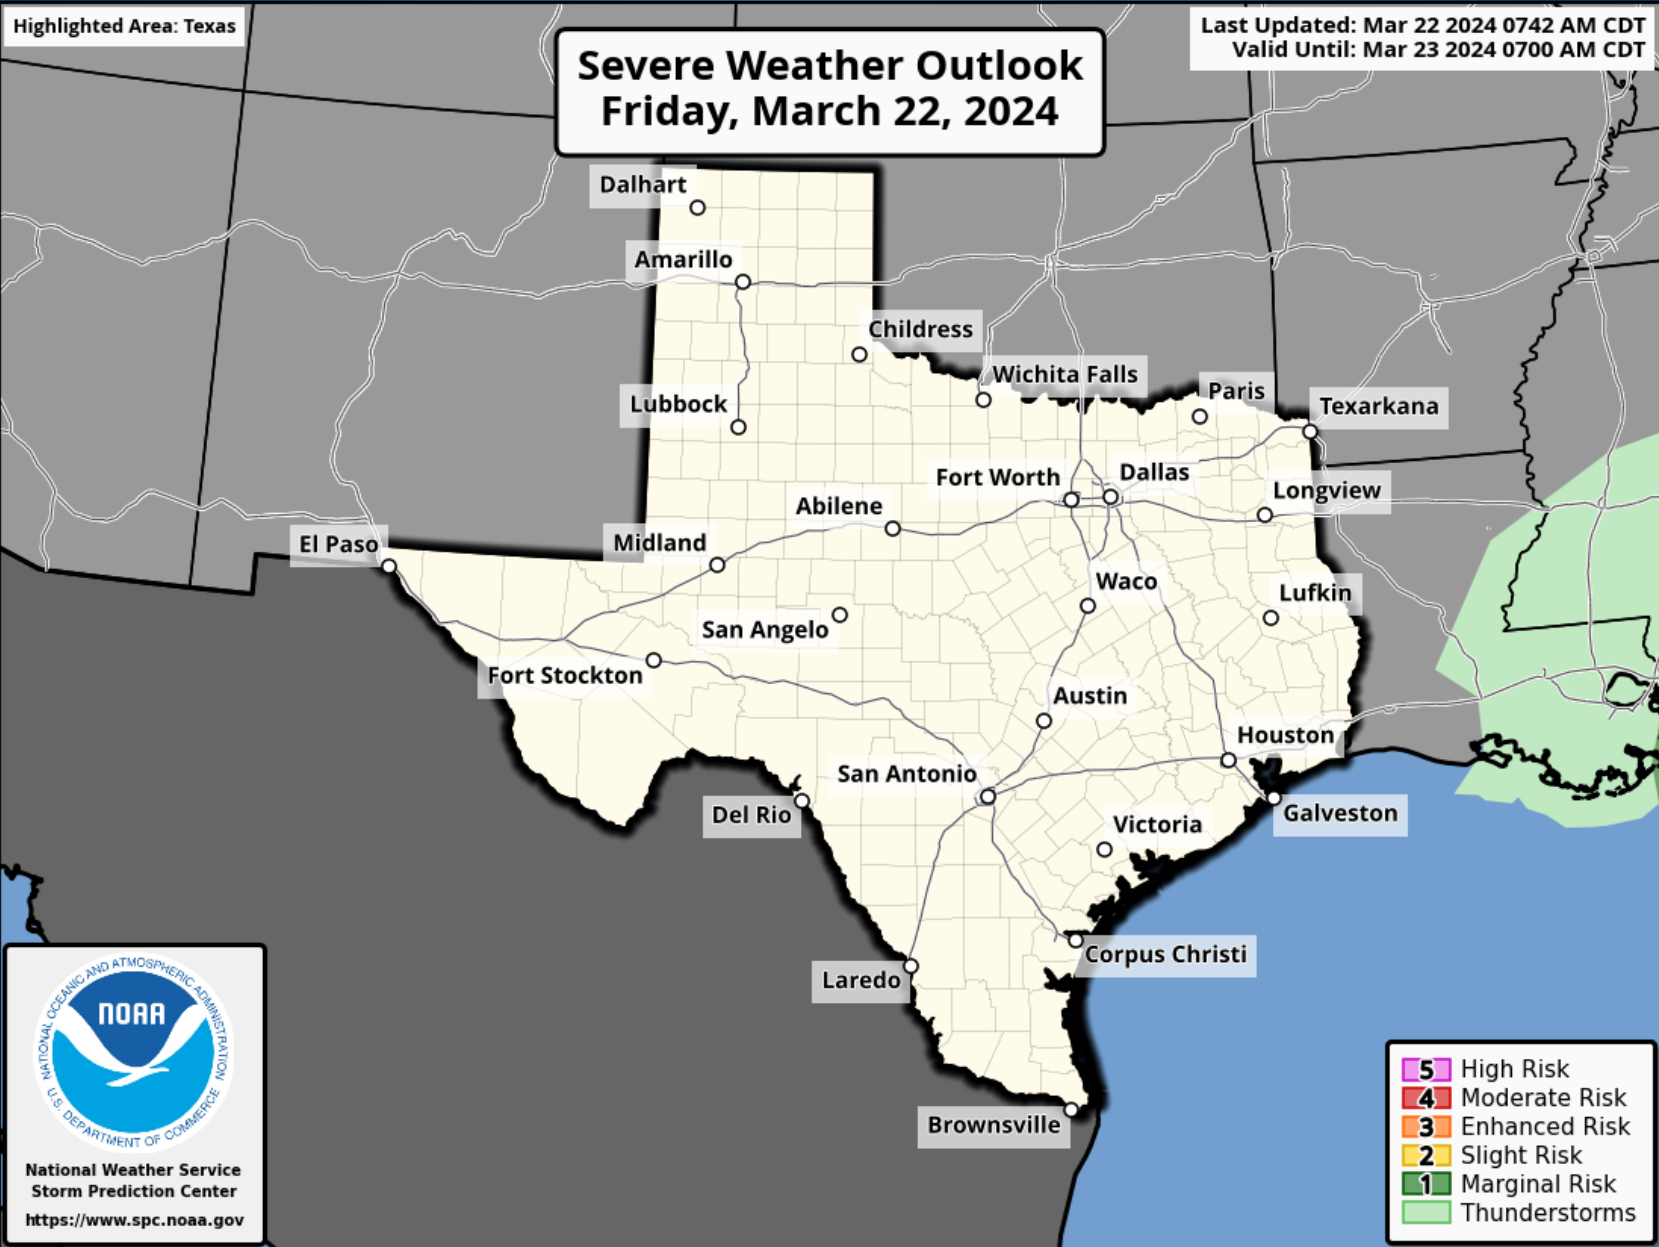 Highlighted Area: Texas
Severe Weather Outlook
Friday, March 22, 2024
Last Updated: Mar 22 2024 0742 AM CDT
Valid Until: Mar 23 2024 0700 AM CDT
Dalhart
Amarillo
Childress
Wichita Falls
Paris
Texarkana
Lubbock
Fort Worth
Dallas
Longview
Abilene
El Paso
Midland
Waco
Lufkin
San Angelo
Fort Stockton
Austin
Houston
San Antonio
Del Rio
Galveston
Victoria
Corpus Christi
Laredo
Brownsville
NATIONAL OCEANIC AND ATMOSPHERIC ADMINISTRATION
NOAA
U.S. DEPARTMENT OF COMMERCE
National Weather Service
Storm Prediction Center
https://www.spc.noaa.gov
5 High Risk
4 Moderate Risk
3 Enhanced Risk
2 Slight Risk
1 Marginal Risk
Thunderstorms